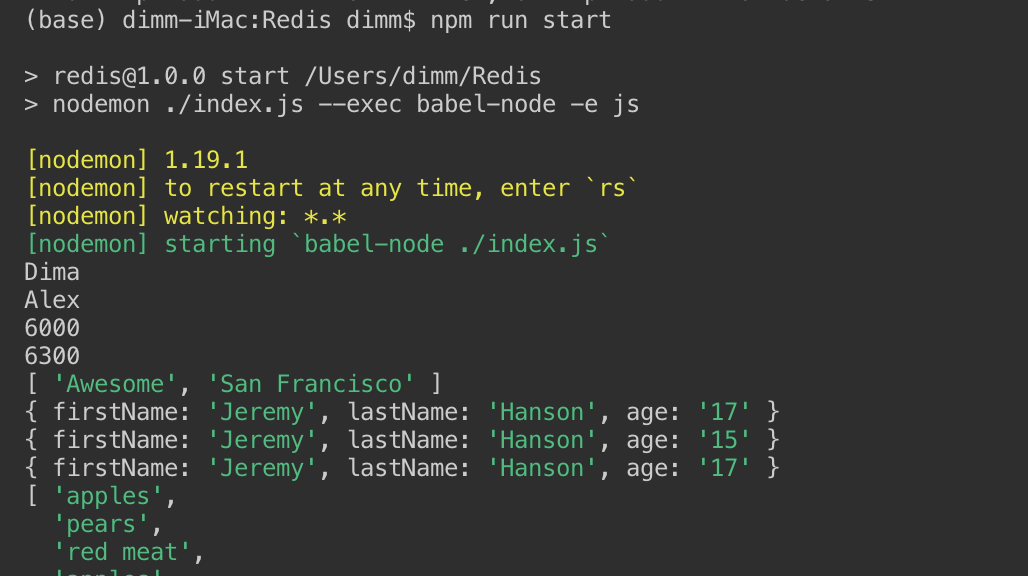 (base) dimm-iMac:Redis dimm$ npm run start
> redis@1.0.0 start /Users/dimm/Redis
> nodemon ./index.js --exec babel-node -e js
[nodemon] 1.19.1
[nodemon] to restart at any time, enter `rs`
[nodemon] watching: *.*
[nodemon] starting `babel-node ./index.js`
Dima
Alex
6000
6300
[ 'Awesome', 'San Francisco' ]
{ firstName: 'Jeremy', lastName: 'Hanson', age: '17' }
{ firstName: 'Jeremy', lastName: 'Hanson', age: '15' }
{ firstName: 'Jeremy', lastName: 'Hanson', age: '17' }
[ 'apples',
'pears',
'red meat',